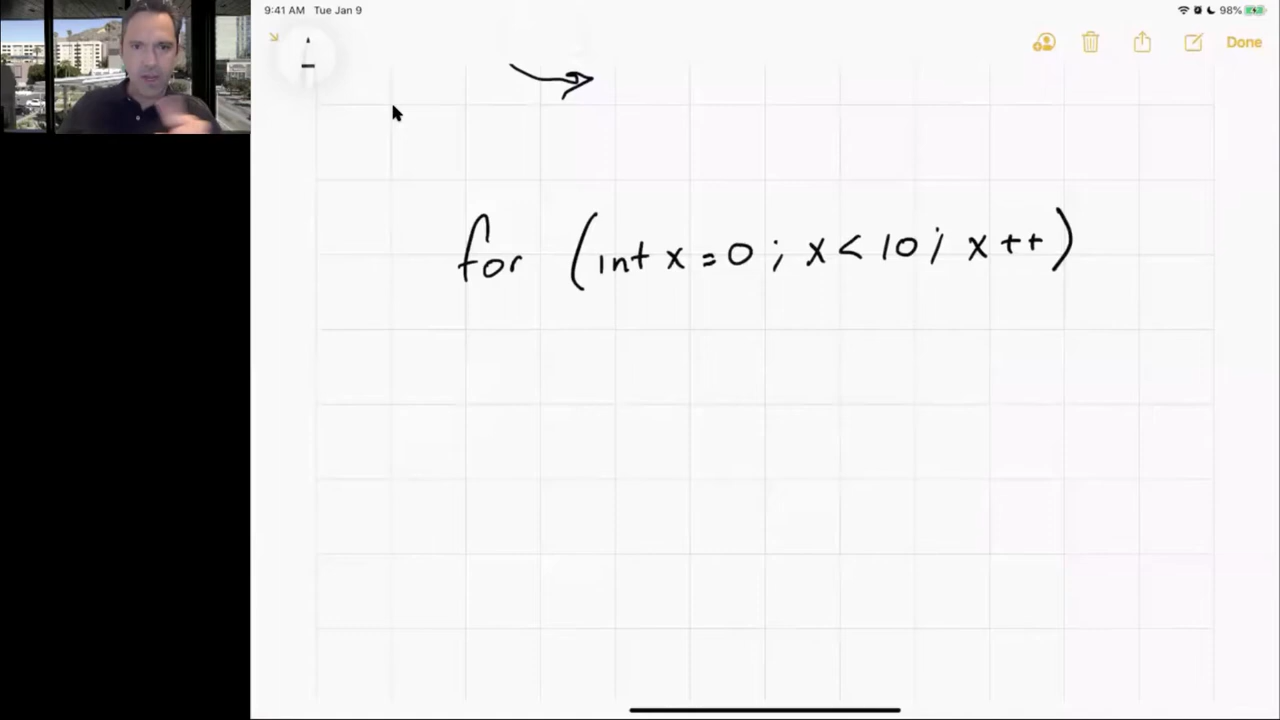 9:41 AM Tue Jan 9
98%
Done
for (int x = 0 ; x < 10 ; x ++)